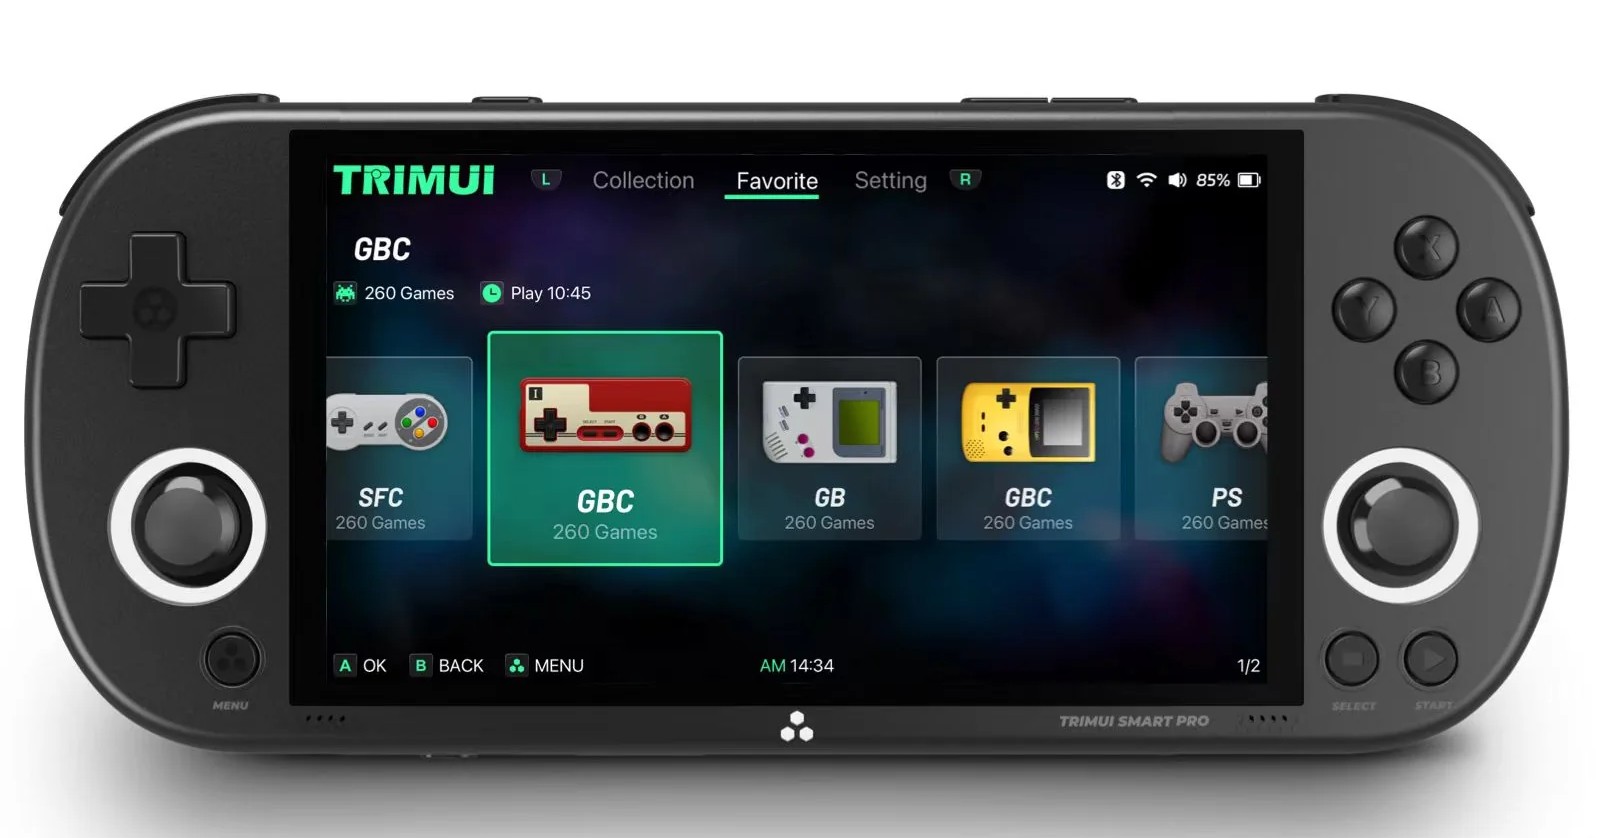 TRIMUI L Collection Favorite Setting R 85%
GBC
260 Games Play 10:45
SFC
260 Games
I
GBC
260 Games
GB
260 Games
GBC
260 Games
PS
260 Games
A OK B BACK MENU AM 14:34 1/2
X
Y
A
B
MENU
SELECT
START
TRIMUI SMART PRO